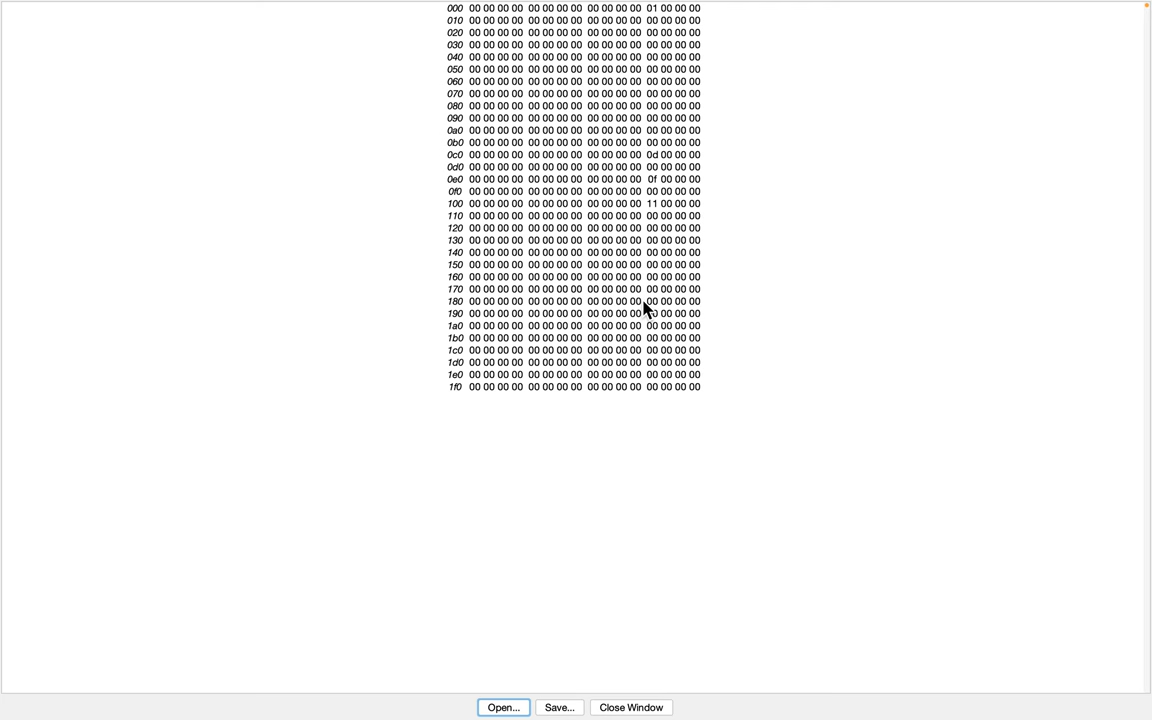 000 00 00 00 00 00 00 00 00 00 00 00 00 01 00 00 00
010 00 00 00 00 00 00 00 00 00 00 00 00 00 00 00 00
020 00 00 00 00 00 00 00 00 00 00 00 00 00 00 00 00
030 00 00 00 00 00 00 00 00 00 00 00 00 00 00 00 00
040 00 00 00 00 00 00 00 00 00 00 00 00 00 00 00 00
050 00 00 00 00 00 00 00 00 00 00 00 00 00 00 00 00
060 00 00 00 00 00 00 00 00 00 00 00 00 00 00 00 00
070 00 00 00 00 00 00 00 00 00 00 00 00 00 00 00 00
080 00 00 00 00 00 00 00 00 00 00 00 00 00 00 00 00
090 00 00 00 00 00 00 00 00 00 00 00 00 00 00 00 00
0a0 00 00 00 00 00 00 00 00 00 00 00 00 00 00 00 00
0b0 00 00 00 00 00 00 00 00 00 00 00 00 00 00 00 00
0c0 00 00 00 00 00 00 00 00 00 00 00 00 0d 00 00 00
0d0 00 00 00 00 00 00 00 00 00 00 00 00 00 00 00 00
0e0 00 00 00 00 00 00 00 00 00 00 00 00 0f 00 00 00
0f0 00 00 00 00 00 00 00 00 00 00 00 00 00 00 00 00
100 00 00 00 00 00 00 00 00 00 00 00 00 11 00 00 00
110 00 00 00 00 00 00 00 00 00 00 00 00 00 00 00 00
120 00 00 00 00 00 00 00 00 00 00 00 00 00 00 00 00
130 00 00 00 00 00 00 00 00 00 00 00 00 00 00 00 00
140 00 00 00 00 00 00 00 00 00 00 00 00 00 00 00 00
150 00 00 00 00 00 00 00 00 00 00 00 00 00 00 00 00
160 00 00 00 00 00 00 00 00 00 00 00 00 00 00 00 00
170 00 00 00 00 00 00 00 00 00 00 00 00 00 00 00 00
180 00 00 00 00 00 00 00 00 00 00 00 00 00 00 00 00
190 00 00 00 00 00 00 00 00 00 00 00 00 00 00 00
1a0 00 00 00 00 00 00 00 00 00 00 00 00 00 00 00 00
1b0 00 00 00 00 00 00 00 00 00 00 00 00 00 00 00 00
1c0 00 00 00 00 00 00 00 00 00 00 00 00 00 00 00 00
1d0 00 00 00 00 00 00 00 00 00 00 00 00 00 00 00 00
1e0 00 00 00 00 00 00 00 00 00 00 00 00 00 00 00 00
1f0 00 00 00 00 00 00 00 00 00 00 00 00 00 00 00 00
Open... Save... Close Window